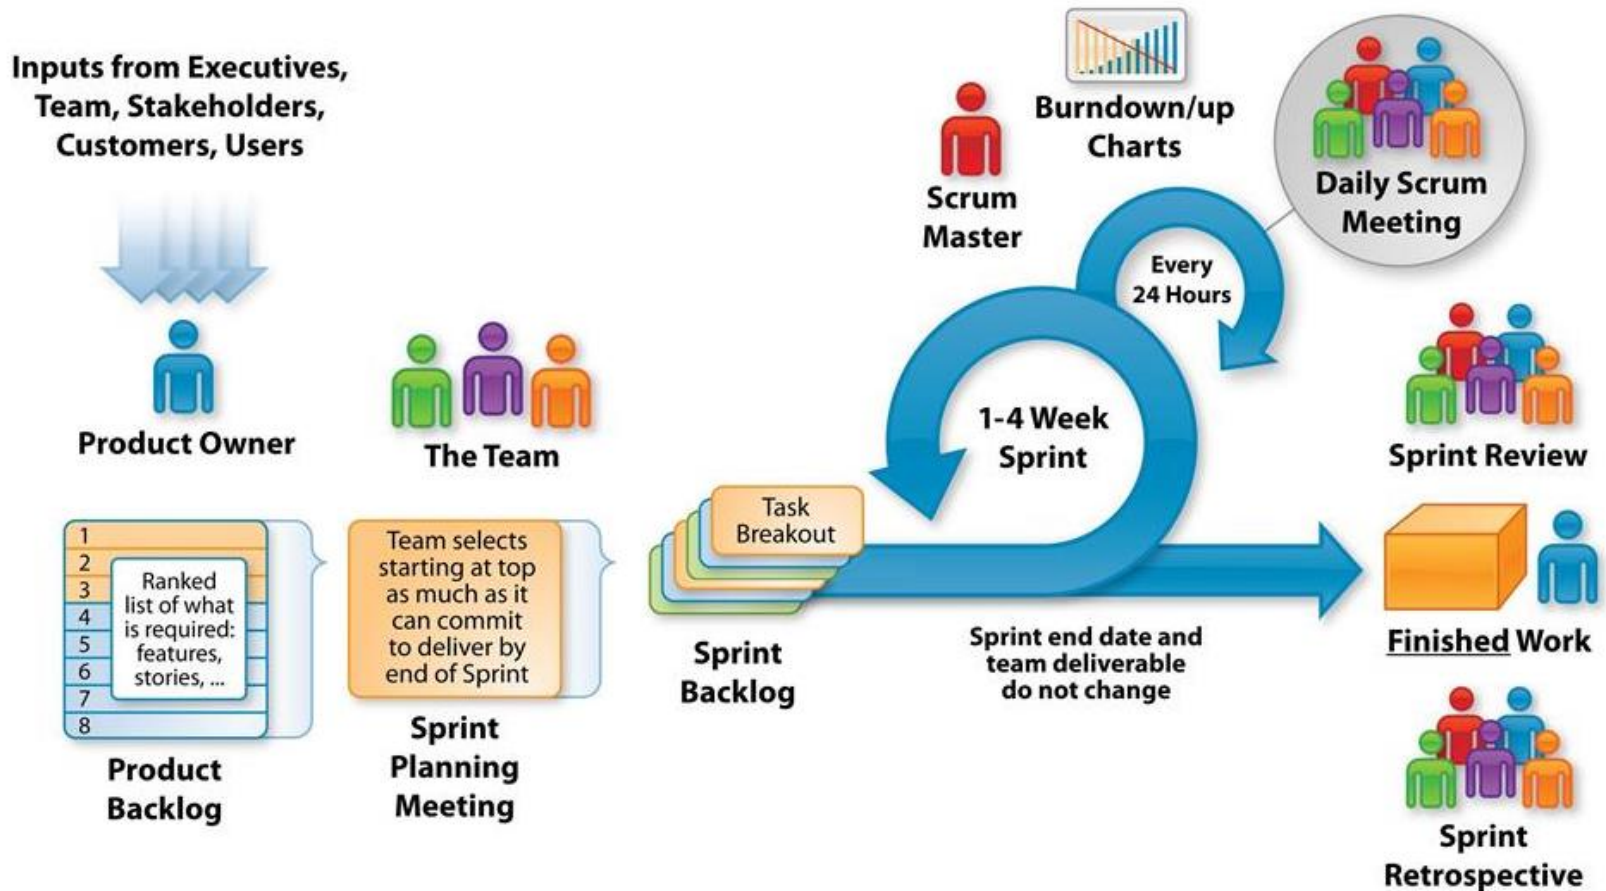 Inputs from Executives,
Team, Stakeholders,
Customers, Users
Product Owner
The Team
1
2
3
4
5
6
7
8
Ranked
list of what
is required:
features,
stories, ...
Product
Backlog
Team selects
starting at top
as much as it
can commit
to deliver by
end of Sprint
Sprint
Planning
Meeting
Task
Breakout
Sprint
Backlog
Scrum
Master
Burndown/up
Charts
Daily Scrum
Meeting
Every
24 Hours
1-4 Week
Sprint
Sprint end date and
team deliverable
do not change
Sprint Review
Finished Work
Sprint
Retrospective